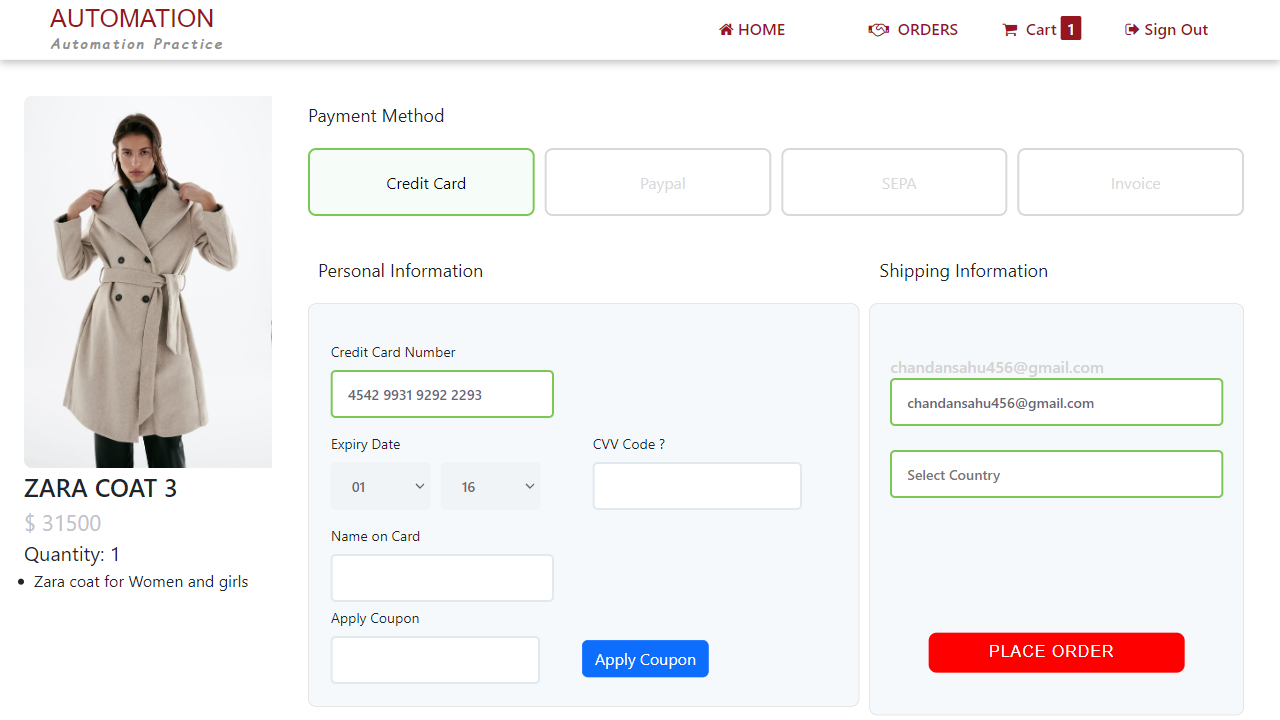 AUTOMATION
Automation Practice
HOME
ORDERS
Cart 1
Sign Out
ZARA COAT 3
$ 31500
Quantity: 1
Zara coat for Women and girls
Payment Method
Credit Card
Paypal
SEPA
Invoice
Personal Information
Credit Card Number
4542 9931 9292 2293
Expiry Date
CVV Code ?
01
16
Name on Card
Apply Coupon
Apply Coupon
Shipping Information
chandansahu456@gmail.com
chandansahu456@gmail.com
Select Country
PLACE ORDER